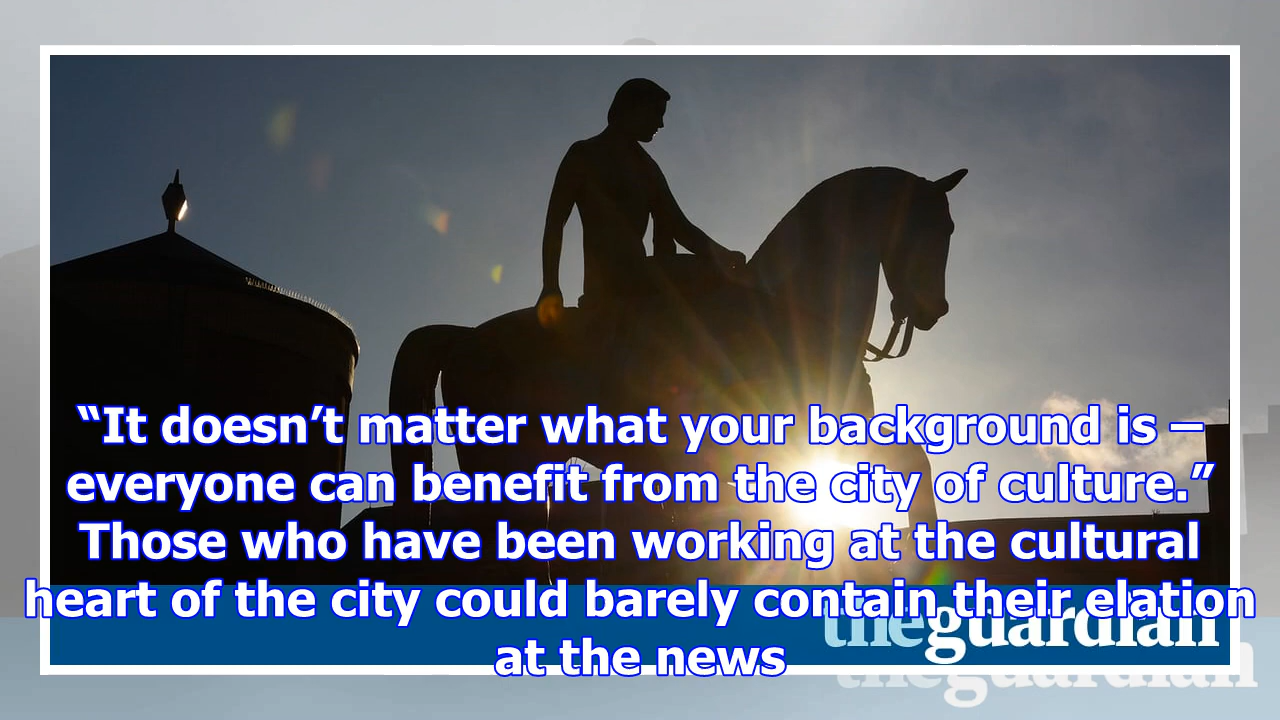 “It doesn’t matter what your background is –
everyone can benefit from the city of culture.”
Those who have been working at the cultural
heart of the city could barely contain their elation
at the news
theguardian
theguardian